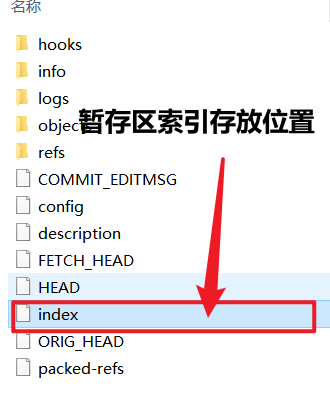 名称
hooks
info
logs
objects
暂存区索引存放位置
refs
COMMIT_EDITMSG
config
description
FETCH_HEAD
HEAD
index
ORIG_HEAD
packed-refs